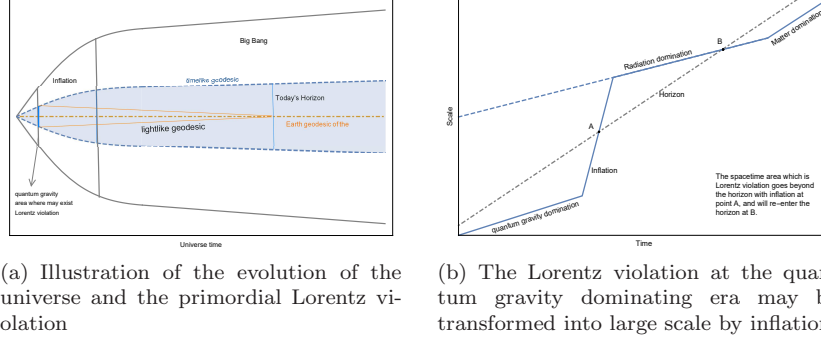 Big Bang
Inflation
timelike geodesic
Today's Horizon
lightlike geodesic
Earth geodesic of the
quantum gravity
area where may exist
Lorentz violation
Universe time
(a) Illustration of the evolution of the
universe and the primordial Lorentz vi-
olation
B
Matter domination
Radiation domination
Horizon
Scale
A
Inflation
quantum gravity domination
The spacetime area which is
Lorentz violation goes beyond
the horizon with inflation at
point A, and will re-enter the
horizon at B.
Time
(b) The Lorentz violation at the quan
tum gravity dominating era may b
transformed into large scale by inflation